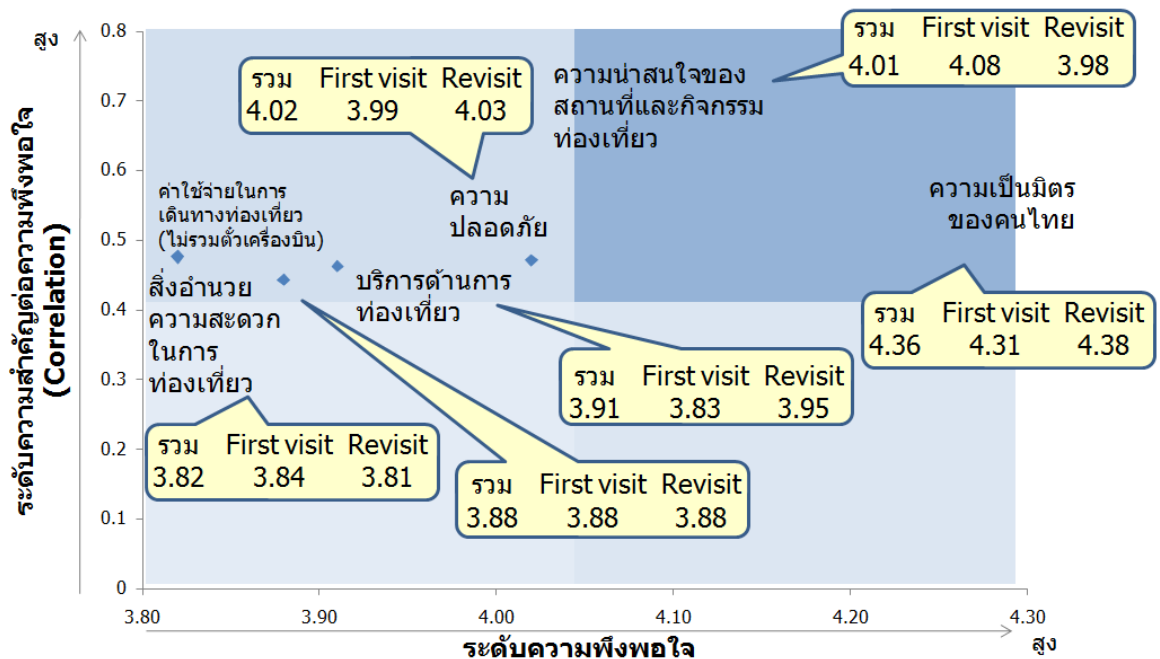 สูง
ระดับความสำคัญต่อความพึงพอใจ
(Correlation)
0.8
0.7
0.6
0.5
0.4
0.3
0.2
0.1
0
รวม First visit Revisit
4.02 3.99 4.03
ความน่าสนใจของ
สถานที่และกิจกรรม
ท่องเที่ยว
รวม First visit Revisit
4.01 4.08 3.98
ค่าใช้จ่ายในการ
เดินทางท่องเที่ยว
(ไม่รวมตั๋วเครื่องบิน)
ความ
ปลอดภัย
ความเป็นมิตร
ของคนไทย
สิ่งอำนวย
ความสะดวก
ในการ
ท่องเที่ยว
บริการด้านการ
ท่องเที่ยว
รวม First visit Revisit
4.36 4.31 4.38
รวม First visit Revisit
3.91 3.83 3.95
รวม First visit Revisit
3.82 3.84 3.81
รวม First visit Revisit
3.88 3.88 3.88
3.80 3.90 4.00 4.10 4.20 4.30
ระดับความพึงพอใจ
สูง